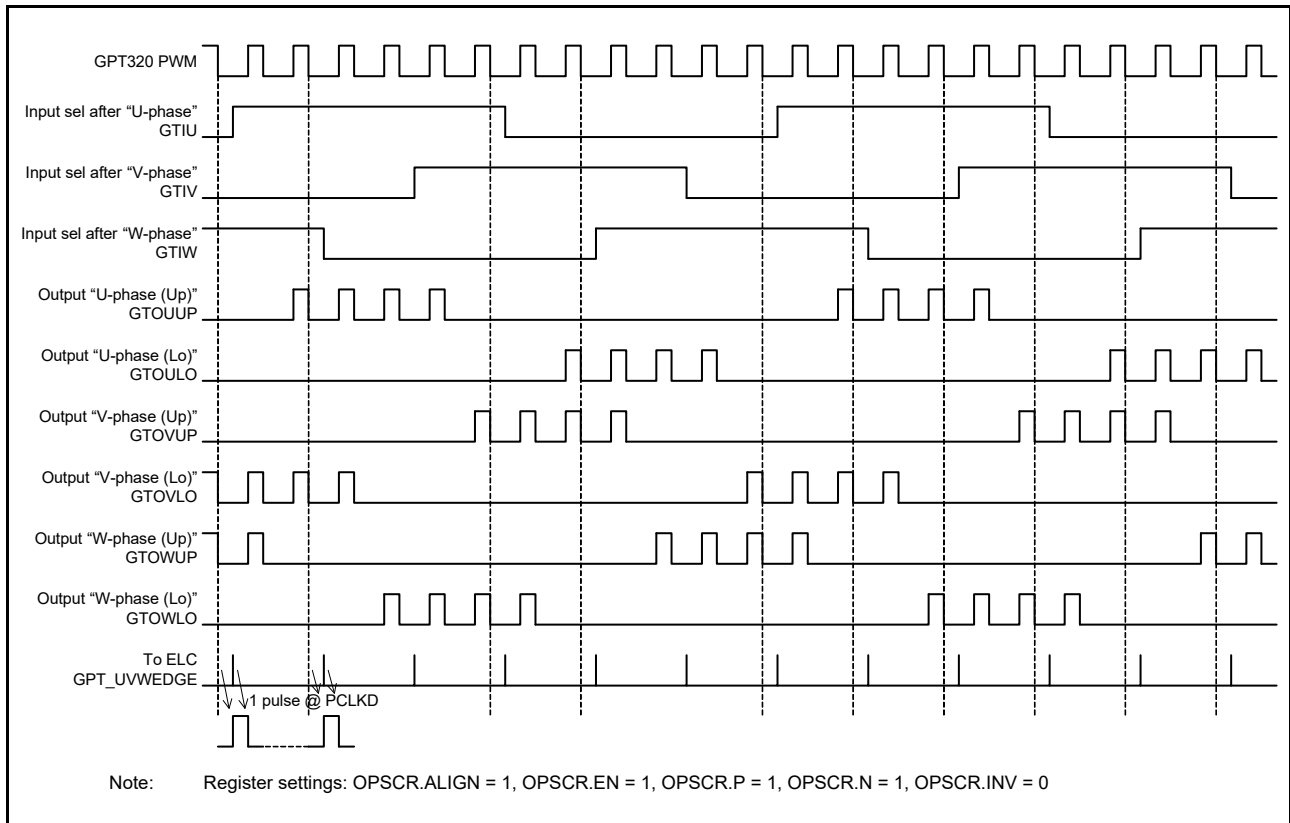 GPT320 PWM
Input sel after “U-phase”
GTIU
Input sel after “V-phase”
GTIV
Input sel after “W-phase”
GTIW
Output “U-phase (Up)”
GTOUUP
Output “U-phase (Lo)”
GTOULO
Output “V-phase (Up)”
GTOVUP
Output “V-phase (Lo)”
GTOVLO
Output “W-phase (Up)”
GTOWUP
Output “W-phase (Lo)”
GTOWLO
To ELC
GPT_UVWEDGE
1 pulse @ PCLKD
Note: Register settings: OPSCR.ALIGN = 1, OPSCR.EN = 1, OPSCR.P = 1, OPSCR.N = 1, OPSCR.INV = 0